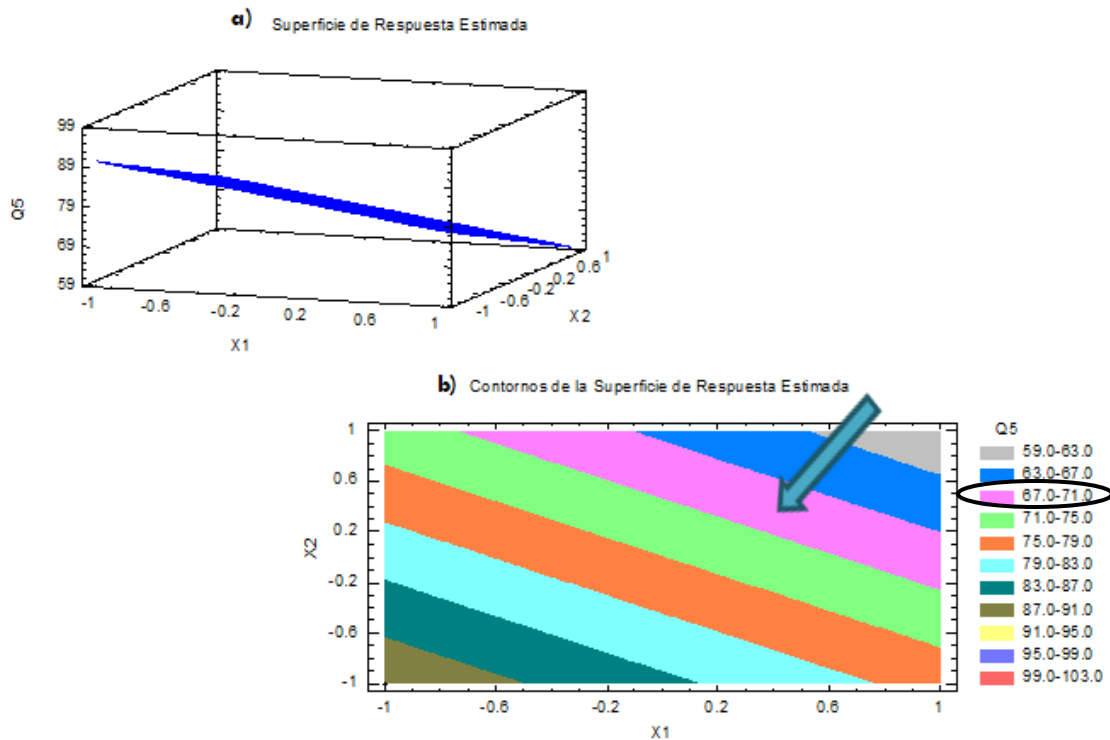 a) Superficie de Respuesta Estimada
99
89
79
69
59
Q5
-1 -0.6 -0.2 0.2 0.6 1
X1
-1 -0.6 -0.2 0.2 0.6 1
X2
b) Contornos de la Superficie de Respuesta Estimada
1
0.6
0.2
-0.2
-0.6
-1
X2
-1 -0.6 -0.2 0.2 0.6 1
X1
Q5
59.0-63.0
63.0-67.0
67.0-71.0
71.0-75.0
75.0-79.0
79.0-83.0
83.0-87.0
87.0-91.0
91.0-95.0
95.0-99.0
99.0-103.0